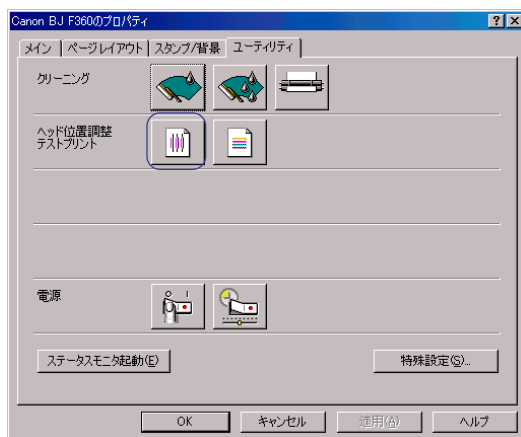 Canon BJ F360のプロパティ
メイン ページレイアウト スタンプ/背景 ユーティリティ
クリーニング
ヘッド位置調整
テストプリント
電源
ステータスモニタ起動(E) 特殊設定(S)...
OK キャンセル 適用(A) ヘルプ